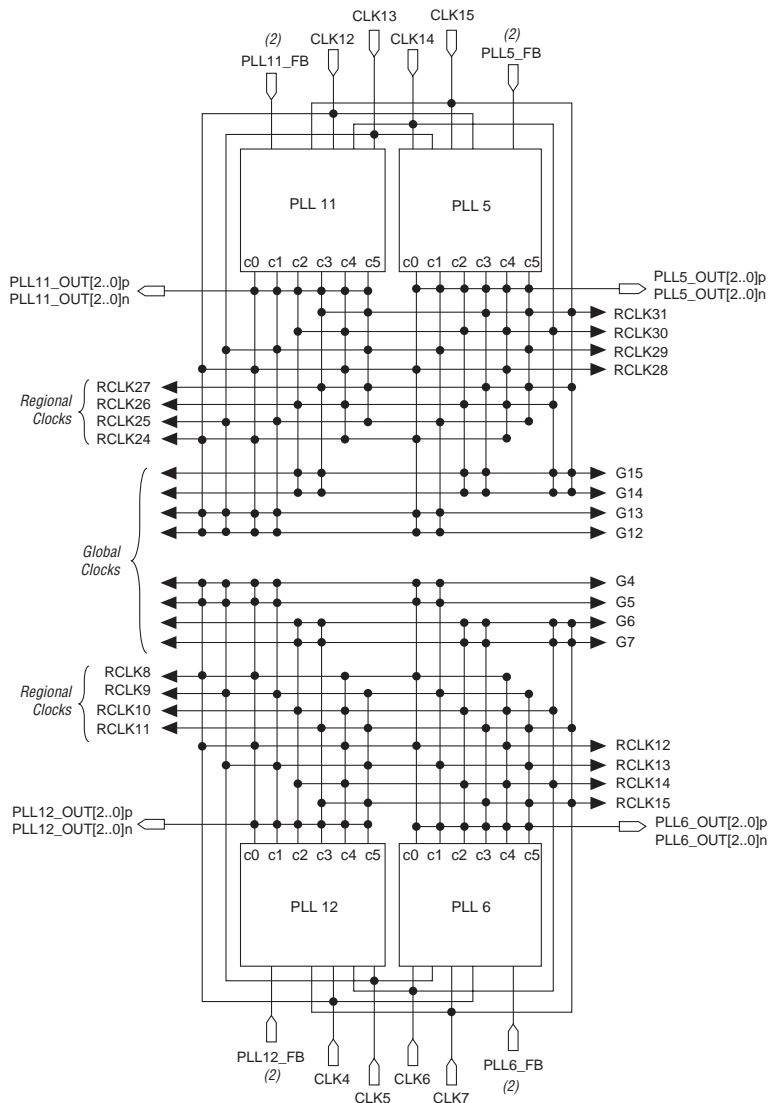 CLK13 CLK15
(2) CLK12 CLK14 (2)
PLL11_FB PLL5_FB
PLL 11 PLL 5
c0 c1 c2 c3 c4 c5 c0 c1 c2 c3 c4 c5
PLL11_OUT[2..0]p PLL5_OUT[2..0]p
PLL11_OUT[2..0]n PLL5_OUT[2..0]n
RCLK31
RCLK30
RCLK29
RCLK28
Regional
Clocks
RCLK27
RCLK26
RCLK25
RCLK24
G15
G14
G13
G12
Global
Clocks
G4
G5
G6
G7
Regional
Clocks
RCLK8
RCLK9
RCLK10
RCLK11
RCLK12
RCLK13
RCLK14
RCLK15
PLL12_OUT[2..0]p PLL6_OUT[2..0]p
PLL12_OUT[2..0]n PLL6_OUT[2..0]n
c0 c1 c2 c3 c4 c5 c0 c1 c2 c3 c4 c5
PLL 12 PLL 6
PLL12_FB PLL6_FB
(2) CLK4 CLK6 (2)
CLK5 CLK7